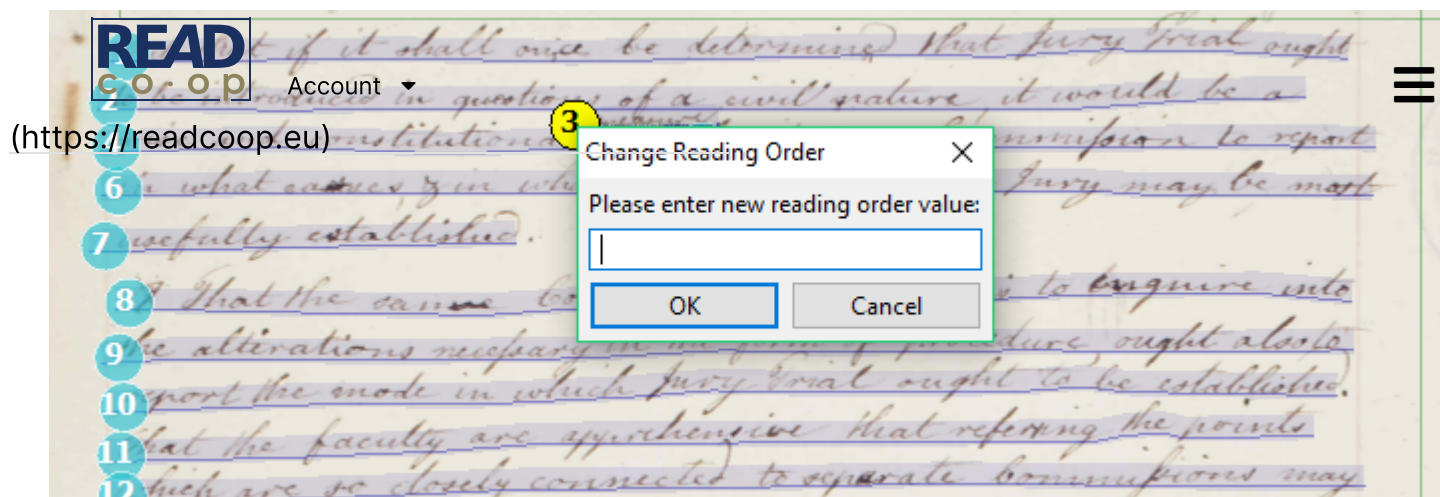 READ
co-op
Account
(https://readcoop.eu)
1 if it shall once be determined that Jury Trial ought
2 be introduced in questions of a civil nature, it would be a
3
constitutional
commission to report
6 in what causes & in
Jury may be most
7 usefully established.
Change Reading Order
Please enter new reading order value:
OK
Cancel
8 That the same
is to enquire into
9 the alterations necessary in the form of procedure ought also to
10 report the mode in which Jury Trial ought to be established.
11 that the faculty are apprehensive that referring the points
12 which are so closely connected to separate Commissions may